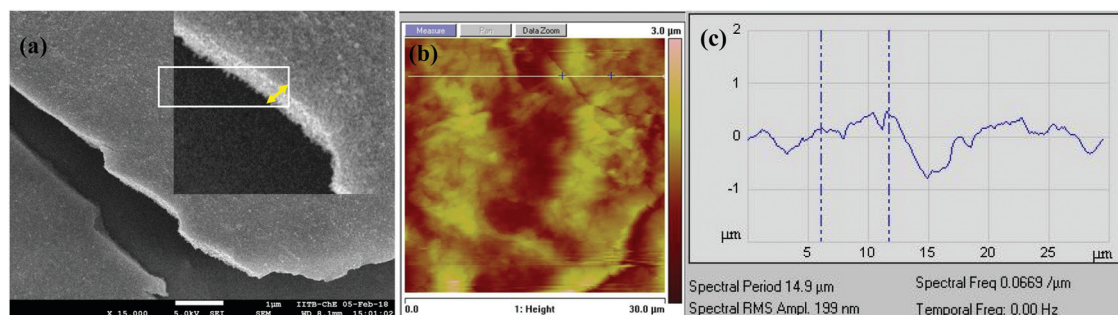 (a)
1μm IITB-ChE 05-Feb-18
X 15,000 5.0kV SEI SEM WD 8.1mm 15:01:02
Measure Pan Data Zoom 3.0 μm
(b)
0.0 1: Height 30.0 μm
(c)
2
1
0
-1
μm
5 10 15 20 25 μm
Spectral Period 14.9 μm Spectral Freq 0.0669 /μm
Spectral RMS Ampl. 199 nm Temporal Freq: 0.00 Hz